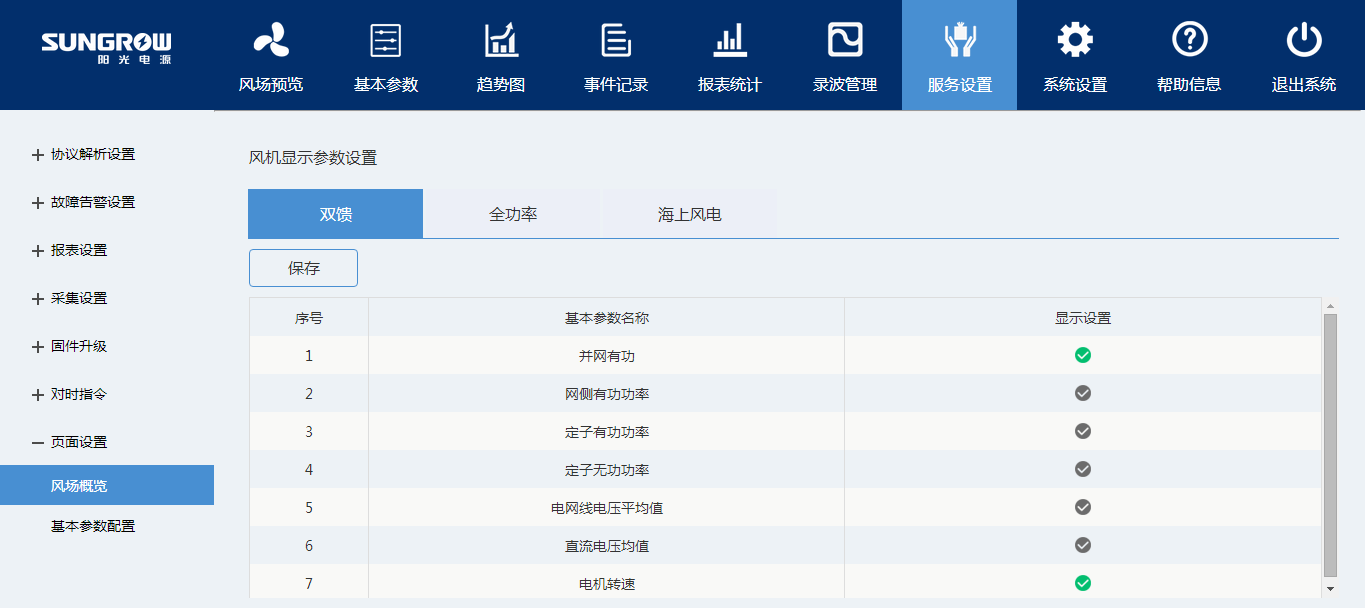 SUNGROW
阳光电源
风场预览 基本参数 趋势图 事件记录 报表统计 录波管理 服务设置 系统设置 帮助信息 退出系统
协议解析设置
故障告警设置
报表设置
采集设置
固件升级
对时指令
页面设置
风场概览
基本参数配置
风机显示参数设置
双馈 全功率 海上风电
保存
序号 基本参数名称 显示设置
1 并网有功
2 网侧有功功率
3 定子有功功率
4 定子无功功率
5 电网线电压平均值
6 直流电压均值
7 电机转速